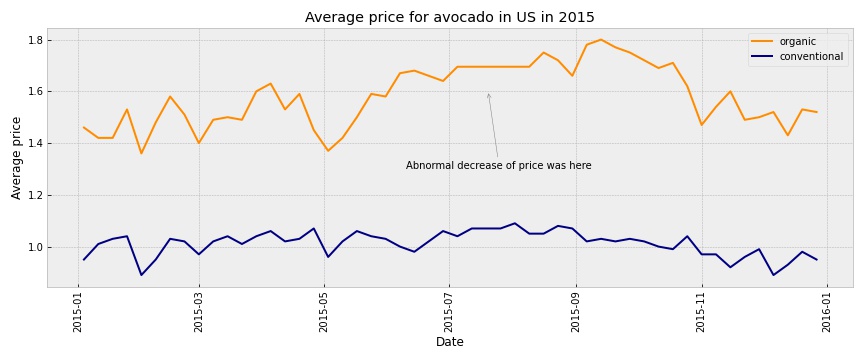 Average price for avocado in US in 2015
organic
conventional
Average price
1.8
1.6
1.4
1.2
1.0
Abnormal decrease of price was here
2015-01
2015-03
2015-05
2015-07
2015-09
2015-11
2016-01
Date